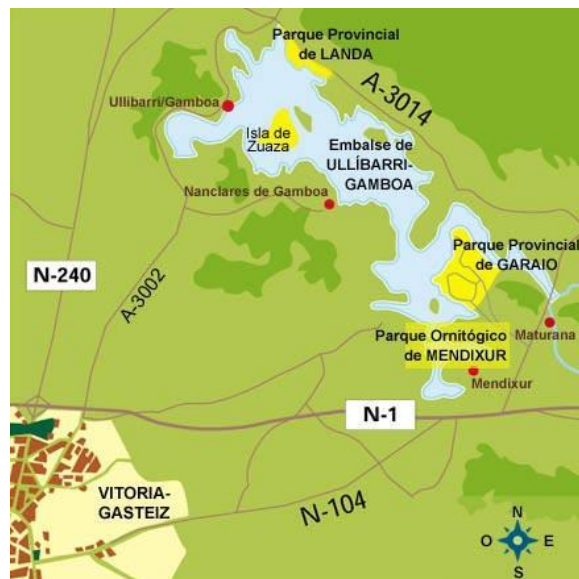 Parque Provincial
de LANDA
A-3014
Ullibarri/Gamboa
Isla de
Zuaza
Embalse de
ULLÍBARRI-
GAMBOA
Nanclares de Gamboa
Parque Provincial
de GARAIO
N-240
A-3002
Parque Ornitógico
de MENDIXUR
Maturana
Mendixur
N-1
VITORIA-
GASTEIZ
N-104
N
O
E
S